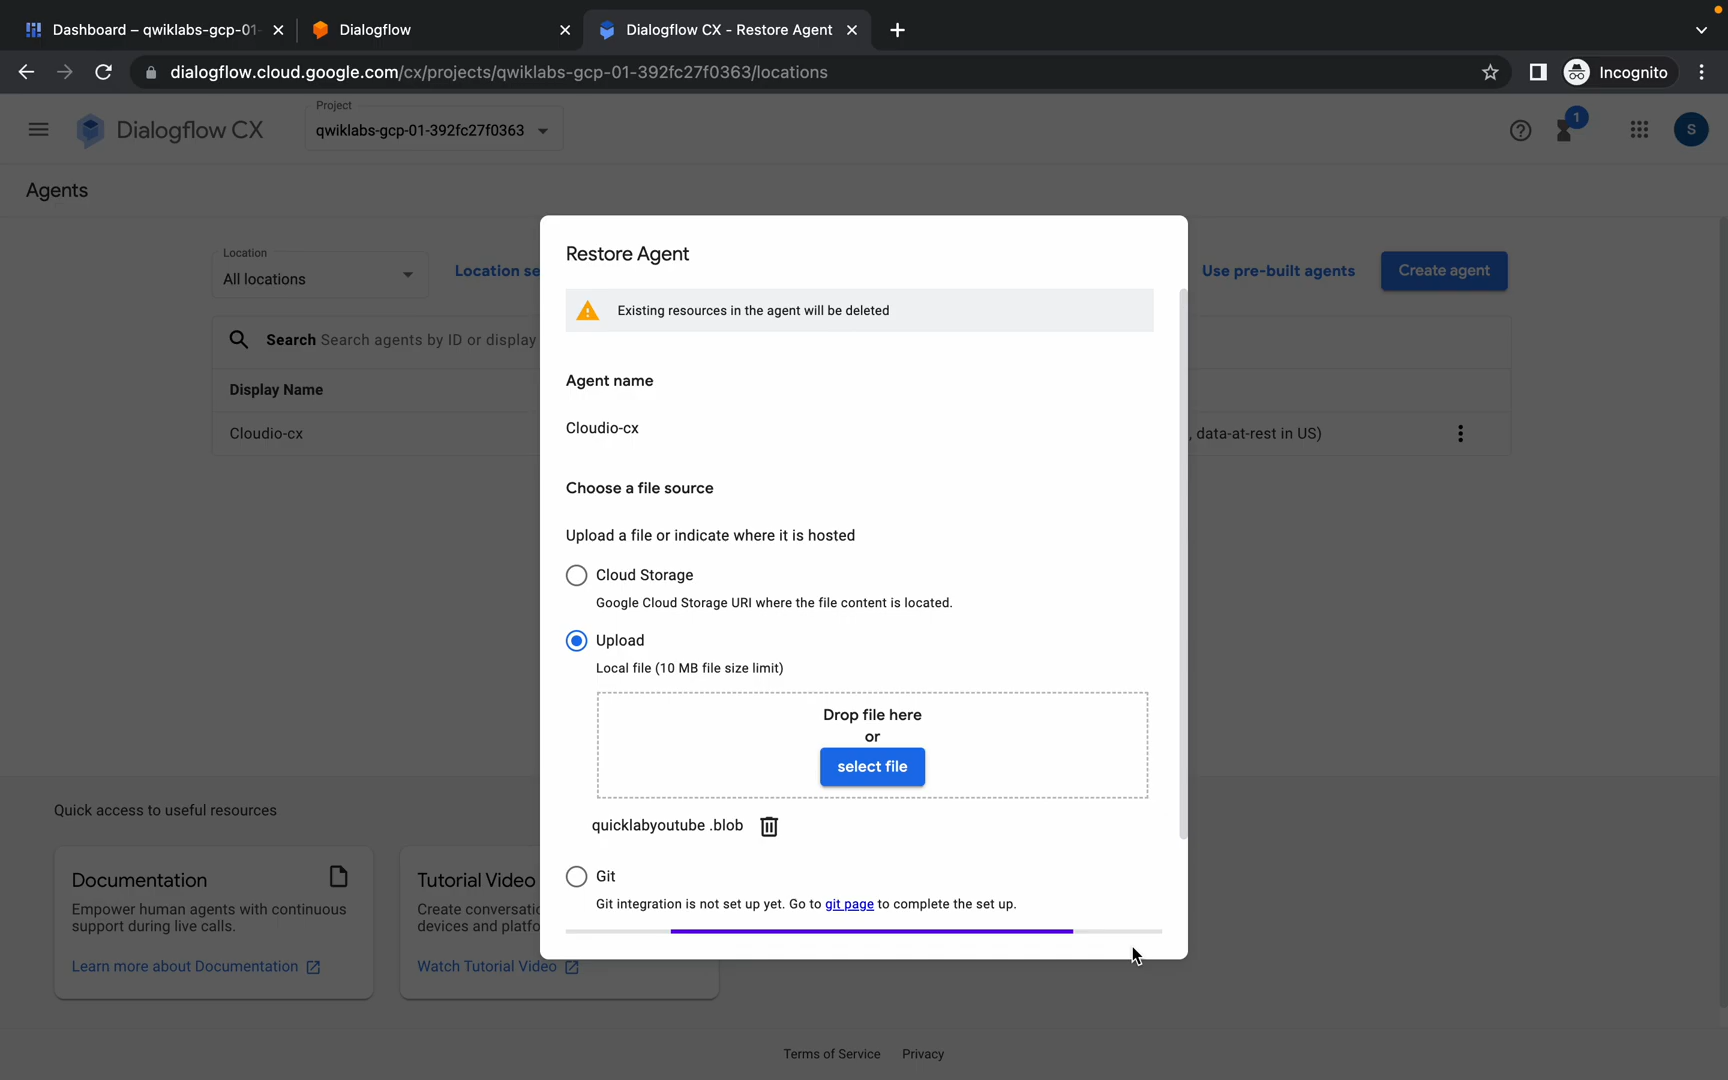 Dashboard – qwiklabs-gcp-01-
Dialogflow
Dialogflow CX - Restore Agent
dialogflow.cloud.google.com/cx/projects/qwiklabs-gcp-01-392fc27f0363/locations
Incognito
Dialogflow CX
Project
qwiklabs-gcp-01-392fc27f0363
1
S
Agents
Location
All locations
Location se
Use pre-built agents
Create agent
Search Search agents by ID or display
Display Name
Cloudio-cx
, data-at-rest in US)
Restore Agent
Existing resources in the agent will be deleted
Agent name
Cloudio-cx
Choose a file source
Upload a file or indicate where it is hosted
Cloud Storage
Google Cloud Storage URI where the file content is located.
Upload
Local file (10 MB file size limit)
Drop file here
or
select file
quicklabyoutube .blob
Git
Git integration is not set up yet. Go to git page to complete the set up.
Quick access to useful resources
Documentation
Empower human agents with continuous
support during live calls.
Learn more about Documentation
Tutorial Video
Create conversatio
devices and platfo
Watch Tutorial Video
Terms of Service
Privacy